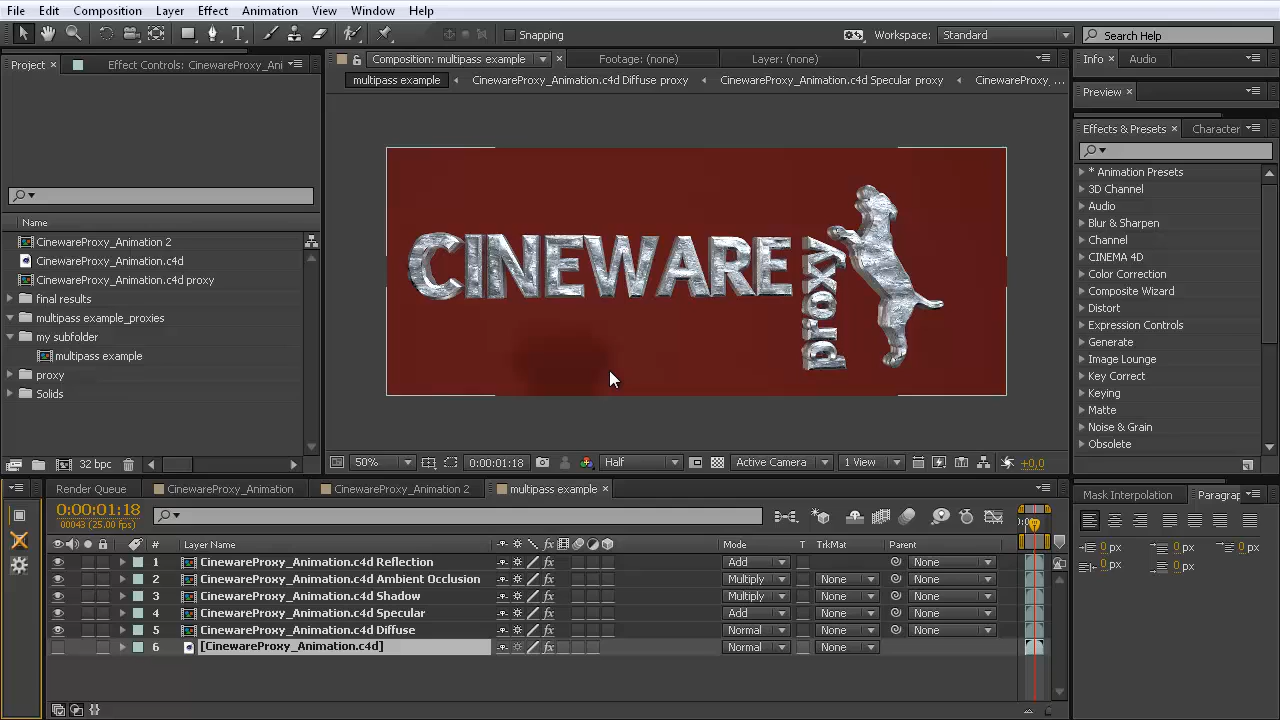 File Edit Composition Layer Effect Animation View Window Help
Snapping Workspace: Standard Search Help
Project × Effect Controls: CinewareProxy_Ani
Composition: multipass example × Footage: (none) Layer: (none)
Info × Audio
multipass example CinewareProxy_Animation.c4d Diffuse proxy CinewareProxy_Animation.c4d Specular proxy CinewareProxy_ ...
Preview ×
Effects & Presets × Character
* Animation Presets
3D Channel
Audio
Blur & Sharpen
Channel
CINEMA 4D
Color Correction
Composite Wizard
Distort
Expression Controls
Generate
Image Lounge
Key Correct
Keying
Matte
Noise & Grain
Obsolete
Name
CinewareProxy_Animation 2
CinewareProxy_Animation.c4d
CinewareProxy_Animation.c4d proxy
final results
multipass example_proxies
my subfolder
multipass example
proxy
Solids
CINEWARE
proxy
32 bpc
50% 0:00:01:18 Half Active Camera 1 View +0,0
Render Queue CinewareProxy_Animation CinewareProxy_Animation 2 multipass example ×
Mask Interpolation Paragrap
0:00:01:18
00043 (25.00 fps)
# Layer Name fx Mode T TrkMat Parent
1 CinewareProxy_Animation.c4d Reflection fx Add None
2 CinewareProxy_Animation.c4d Ambient Occlusion fx Multiply None None
3 CinewareProxy_Animation.c4d Shadow fx Multiply None None
4 CinewareProxy_Animation.c4d Specular fx Add None None
5 CinewareProxy_Animation.c4d Diffuse fx Normal None None
6 [CinewareProxy_Animation.c4d] fx Normal None
0 px 0 px 0 px
0 px 0 px